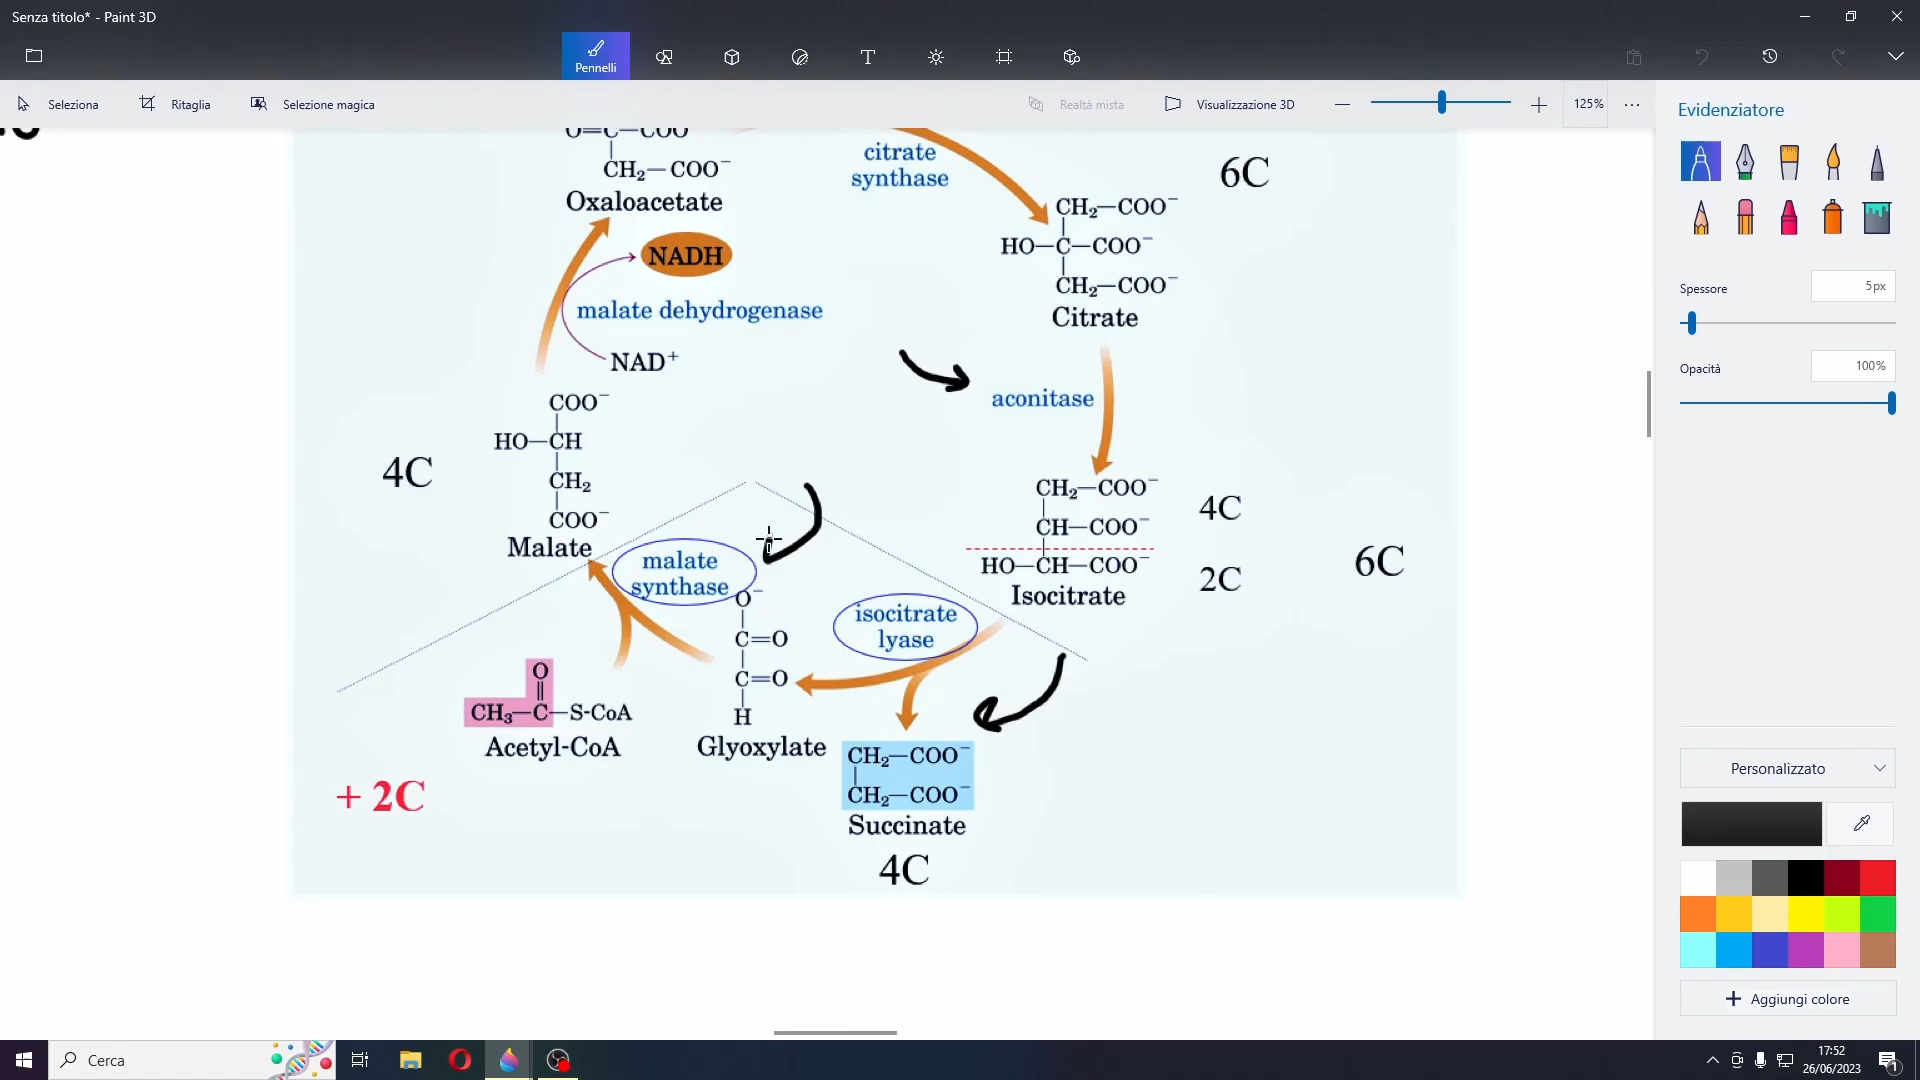 Senza titolo* - Paint 3D
Pennelli
Seleziona
Ritaglia
Selezione magica
Realtà mista
Visualizzazione 3D
125%
Evidenziatore
Spessore
5px
Opacità
100%
Personalizzato
Aggiungi colore
O=C—COO⁻
CH₂—COO⁻
Oxaloacetate
citrate
synthase
6C
CH₂—COO⁻
HO—C—COO⁻
CH₂—COO⁻
Citrate
NADH
malate dehydrogenase
NAD⁺
aconitase
COO⁻
HO—CH
CH₂
COO⁻
Malate
4C
CH₂—COO⁻
CH—COO⁻
HO—CH—COO⁻
Isocitrate
4C
2C
6C
malate
synthase
isocitrate
lyase
O⁻
C=O
C=O
H
Glyoxylate
O
CH₃—C—S-CoA
Acetyl-CoA
+ 2C
CH₂—COO⁻
CH₂—COO⁻
Succinate
4C
Cerca
17:52
26/06/2023
1